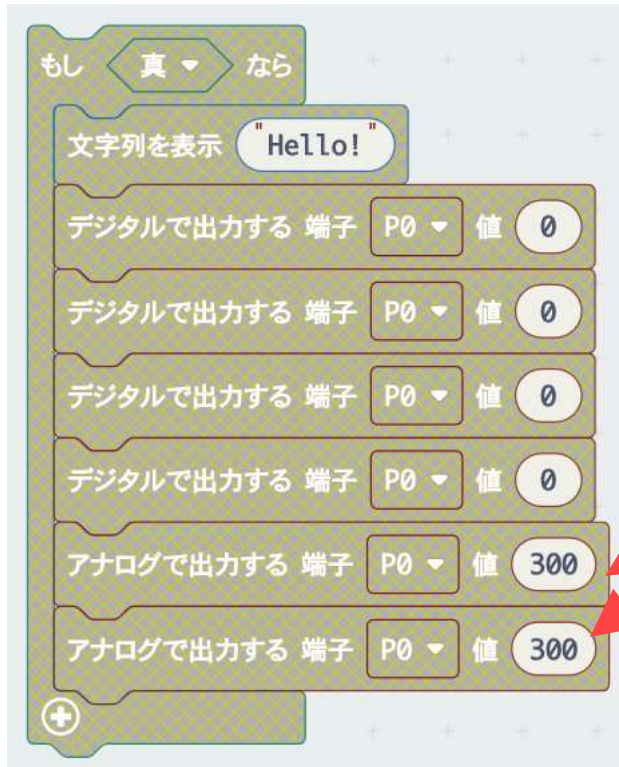 もし 真 なら
文字列を表示 "Hello!"
デジタルで出力する 端子 P0 値 0
デジタルで出力する 端子 P0 値 0
デジタルで出力する 端子 P0 値 0
デジタルで出力する 端子 P0 値 0
アナログで出力する 端子 P0 値 300
アナログで出力する 端子 P0 値 300